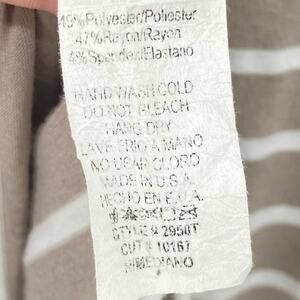 49%Polyester/Poliester
47%Rayon/Rayon
4%Spandex/Elastano
HAND WASH COLD
DO NOT BLEACH
HANG DRY
LAVE FRIO A MANO
NO USAR CLORO
MADE IN U.S.A.
HECHO EN E.U.A.
STYLE # 2950T
CUT # 10167
M/MEDIANO